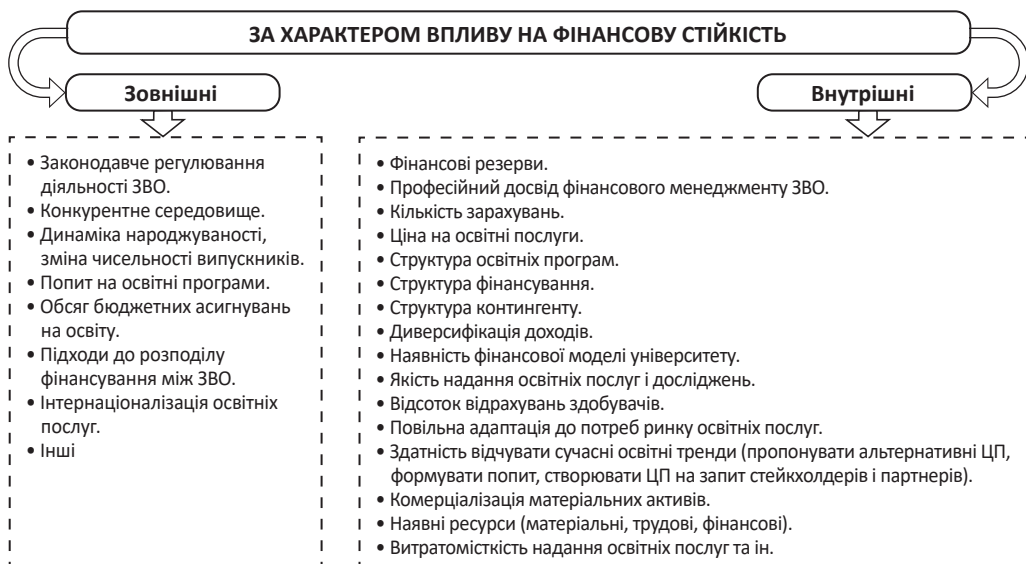 ЗА ХАРАКТЕРОМ ВПЛИВУ НА ФІНАНСОВУ СТІЙКІСТЬ
Зовнішні
• Законодавче регулювання
діяльності ЗВО.
• Конкурентне середовище.
• Динаміка народжуваності,
зміна чисельності випускників.
• Попит на освітні програми.
• Обсяг бюджетних асигнувань
на освіту.
• Підходи до розподілу
фінансування між ЗВО.
• Інтернаціоналізація освітніх
послуг.
• Інші
Внутрішні
• Фінансові резерви.
• Професійний досвід фінансового менеджменту ЗВО.
• Кількість зарахувань.
• Ціна на освітні послуги.
• Структура освітніх програм.
• Структура фінансування.
• Структура контингенту.
• Диверсифікація доходів.
• Наявність фінансової моделі університету.
• Якість надання освітніх послуг і досліджень.
• Відсоток відрахувань здобувачів.
• Повільна адаптація до потреб ринку освітніх послуг.
• Здатність відчувати сучасні освітні тренди (пропонувати альтернативні ЦП,
формувати попит, створювати ЦП на запит стейкхолдерів і партнерів).
• Комерціалізація матеріальних активів.
• Наявні ресурси (матеріальні, трудові, фінансові).
• Витратомісткість надання освітніх послуг та ін.